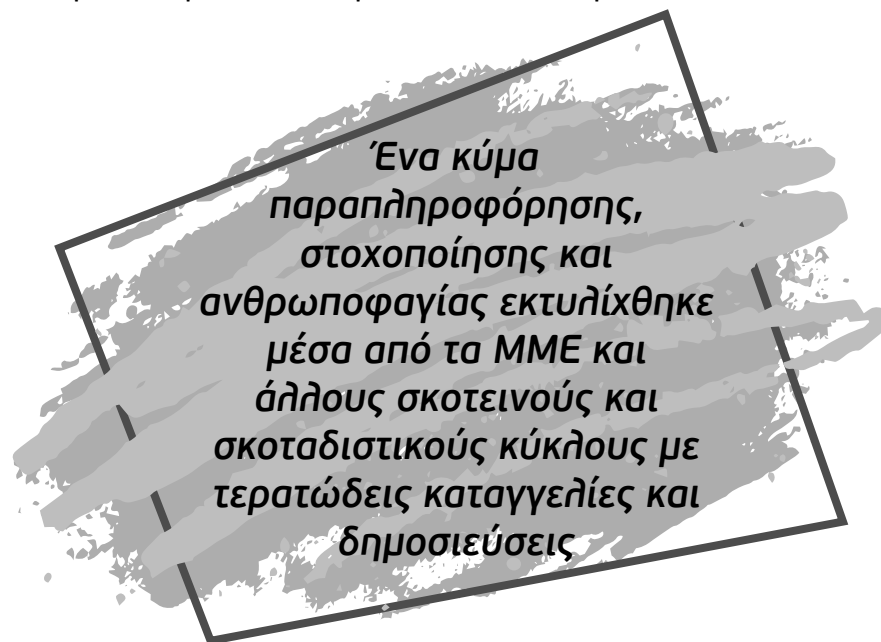 Ένα κύμα
παραπληροφόρησης,
στοχοποίησης και
ανθρωποφαγίας εκτυλίχθηκε
μέσα από τα ΜΜΕ και
άλλους σκοτεινούς και
σκοταδιστικούς κύκλους με
τερατώδεις καταγγελίες και
δημοσιεύσεις